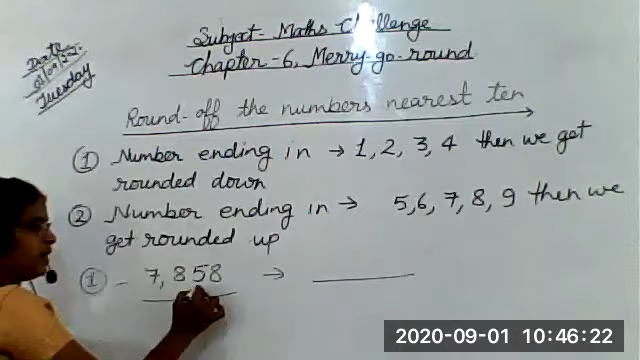 Subject- Maths Challenge
Chapter-6, Merry-go-round
Date
Tuesday
Round-off the numbers nearest ten
① Number ending in → 1, 2, 3, 4 then we get
rounded down
② Number ending in → 5, 6, 7, 8, 9 then we
get rounded up
① - 7, 858 → ________
2020-09-01 10:46:22